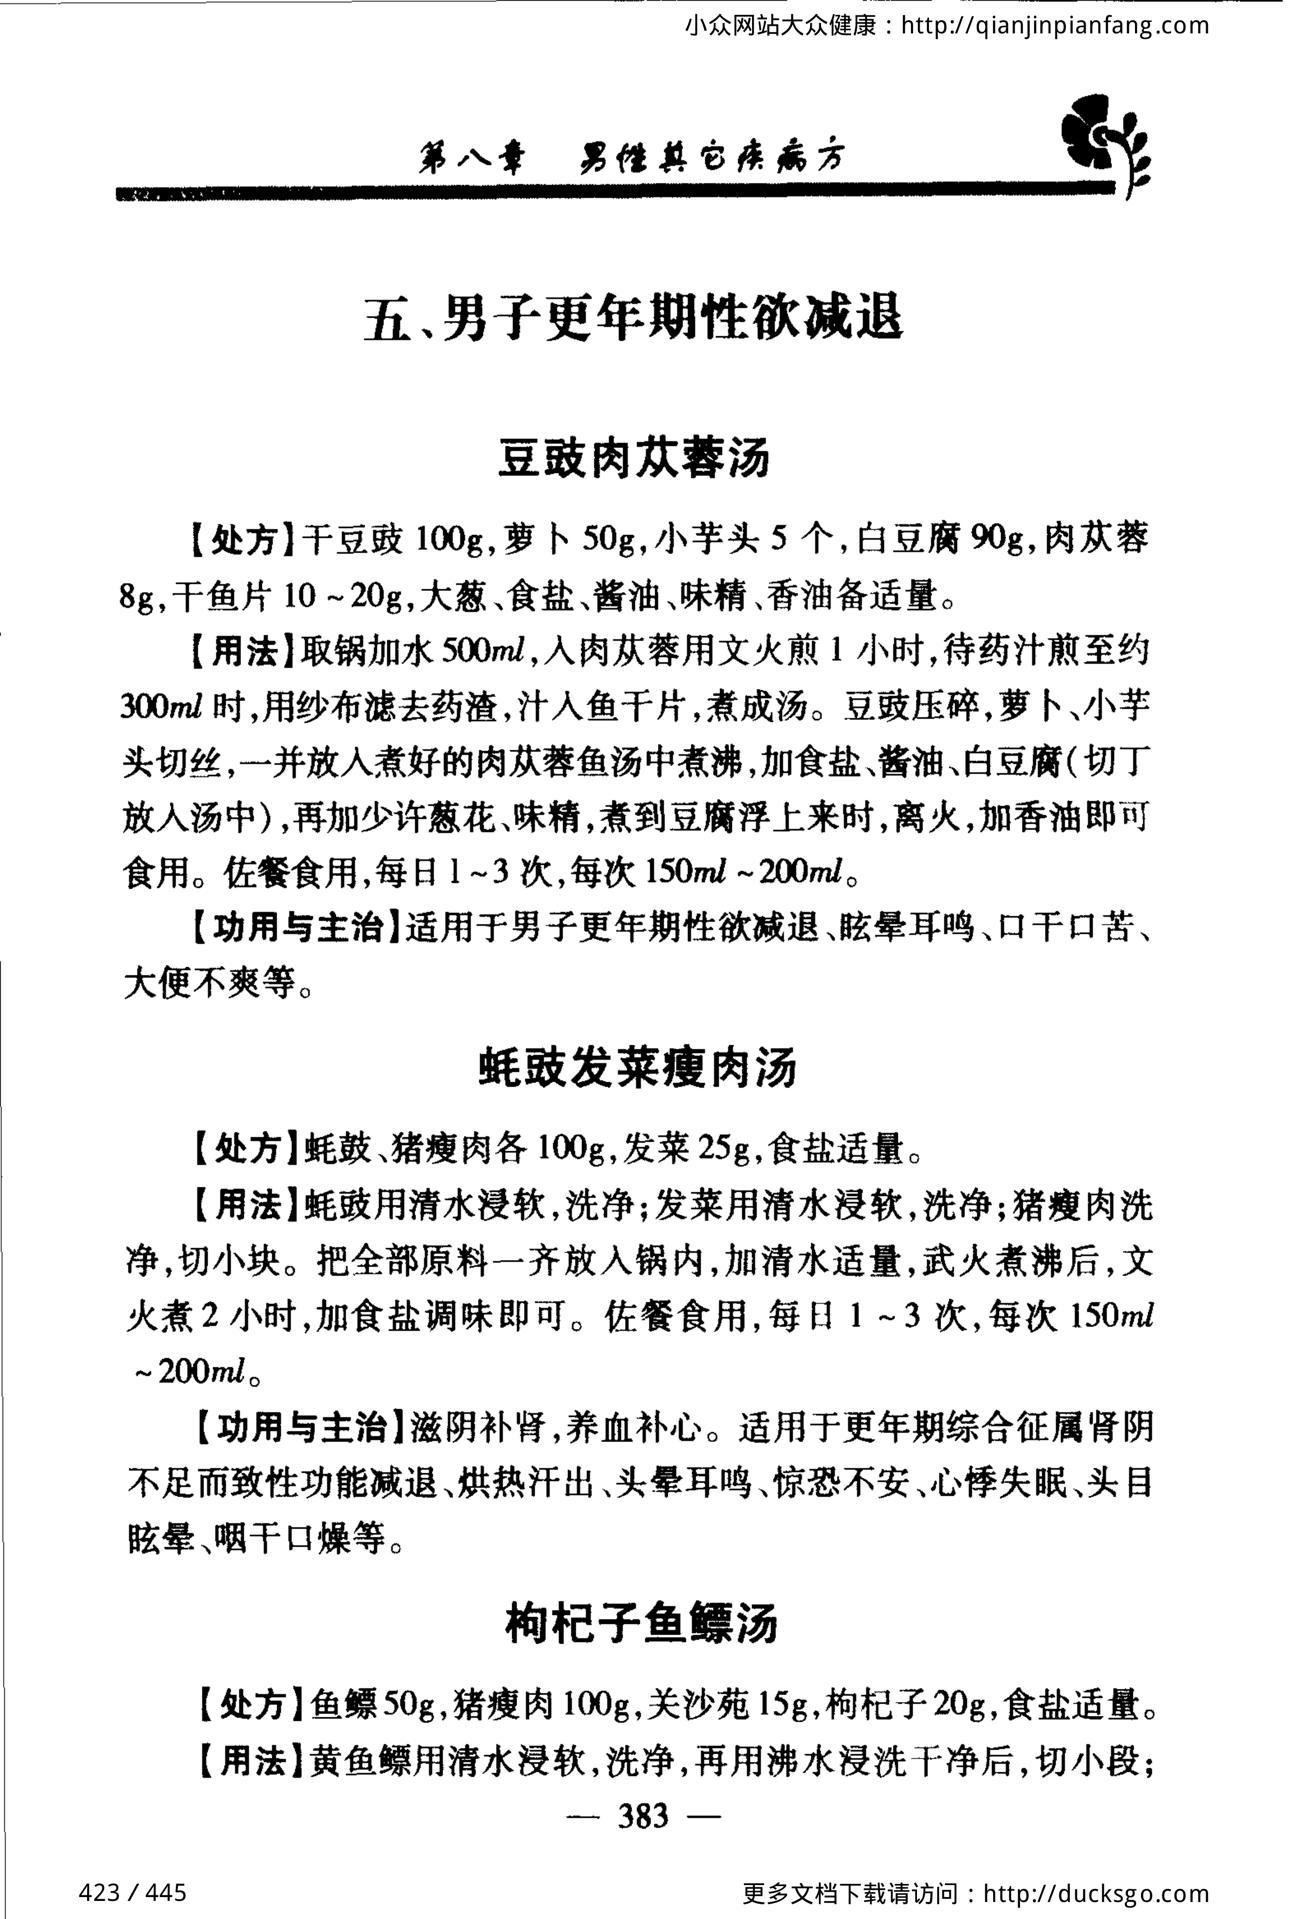 小众网站大众健康：http://qianjinpianfang.com
第八章　男性其它疾病方
五、男子更年期性欲减退
豆豉肉苁蓉汤
【处方】干豆豉 100g,萝卜 50g,小芋头 5 个,白豆腐 90g,肉苁蓉
8g,干鱼片 10 ~ 20g,大葱、食盐、酱油、味精、香油备适量。
【用法】取锅加水 500ml,入肉苁蓉用文火煎 1 小时,待药汁煎至约
300ml 时,用纱布滤去药渣,汁入鱼干片,煮成汤。豆豉压碎,萝卜、小芋
头切丝,一并放入煮好的肉苁蓉鱼汤中煮沸,加食盐、酱油、白豆腐(切丁
放入汤中),再加少许葱花、味精,煮到豆腐浮上来时,离火,加香油即可
食用。佐餐食用,每日 1 ~ 3 次,每次 150ml ~ 200ml。
【功用与主治】适用于男子更年期性欲减退、眩晕耳鸣、口干口苦、
大便不爽等。
蚝豉发菜瘦肉汤
【处方】蚝鼓、猪瘦肉各 100g,发菜 25g,食盐适量。
【用法】蚝豉用清水浸软,洗净;发菜用清水浸软,洗净;猪瘦肉洗
净,切小块。把全部原料一齐放入锅内,加清水适量,武火煮沸后,文
火煮 2 小时,加食盐调味即可。佐餐食用,每日 1 ~ 3 次,每次 150ml
~ 200ml。
【功用与主治】滋阴补肾,养血补心。适用于更年期综合征属肾阴
不足而致性功能减退、烘热汗出、头晕耳鸣、惊恐不安、心悸失眠、头目
眩晕、咽干口燥等。
枸杞子鱼鳔汤
【处方】鱼鳔 50g,猪瘦肉 100g,关沙苑 15g,枸杞子 20g,食盐适量。
【用法】黄鱼鳔用清水浸软,洗净,再用沸水浸洗干净后,切小段;
— 383 —
423 / 445
更多文档下载请访问：http://ducksgo.com